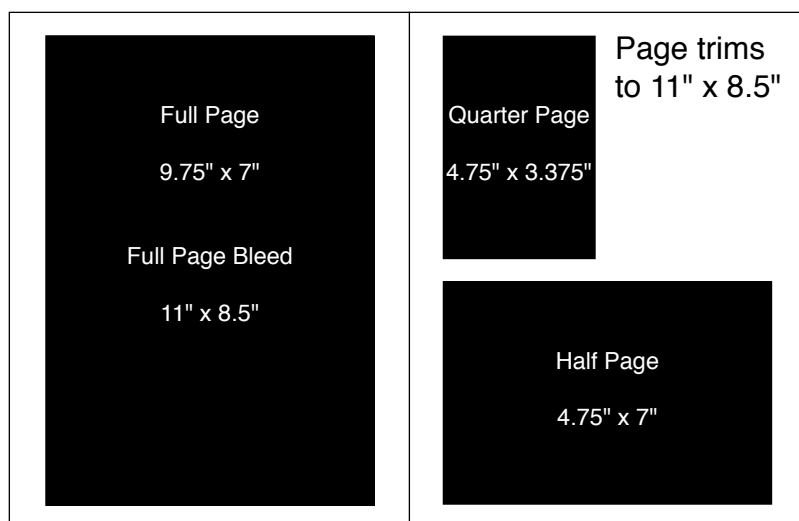 Full Page
9.75" x 7"
Full Page Bleed
11" x 8.5"
Quarter Page
4.75" x 3.375"
Page trims
to 11" x 8.5"
Half Page
4.75" x 7"